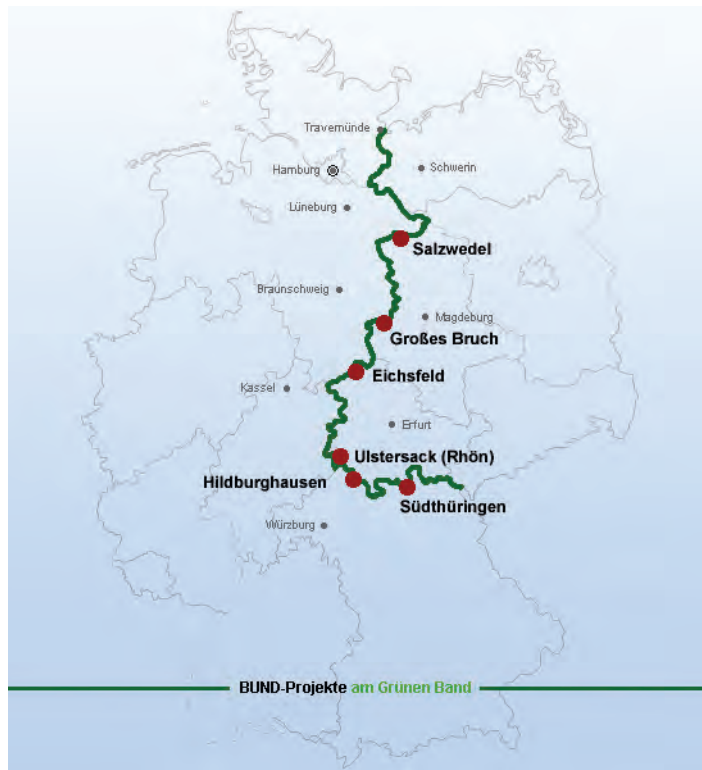 Travemünde
Hamburg
Schwerin
Lüneburg
Salzwedel
Braunschweig
Magdeburg
Großes Bruch
Eichsfeld
Kassel
Erfurt
Ulstersack (Rhön)
Hildburghausen
Südthüringen
Würzburg
BUND-Projekte am Grünen Band